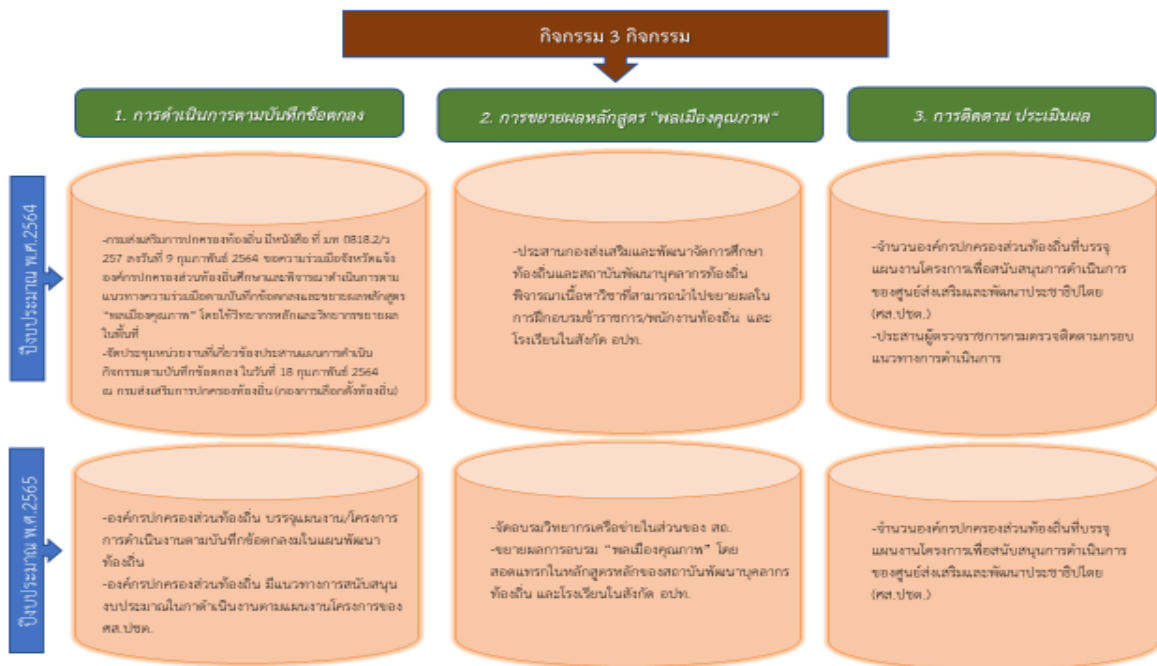 กิจกรรม 3 กิจกรรม
1. การดำเนินการตามบันทึกข้อตกลง
2. การขยายผลหลักสูตร "พลเมืองคุณภาพ"
3. การติดตาม ประเมินผล
ปีงบประมาณ พ.ศ.2564
-กรมส่งเสริมการปกครองท้องถิ่น มีหนังสือ ที่ มท 0818.2/ว
257 ลงวันที่ 9 กุมภาพันธ์ 2564 ขอความร่วมมือจังหวัดแจ้ง
องค์กรปกครองส่วนท้องถิ่นศึกษาและพิจารณาดำเนินการตาม
แนวทางความร่วมมือตามบันทึกข้อตกลงและขยายผลหลักสูตร
"พลเมืองคุณภาพ" โดยใช้วิทยากรหลักและวิทยากรขยายผล
ในพื้นที่
-จัดประชุมหน่วยงานที่เกี่ยวข้องประสานแผนการดำเนิน
กิจกรรมตามบันทึกข้อตกลง ในวันที่ 18 กุมภาพันธ์ 2564
ณ กรมส่งเสริมการปกครองท้องถิ่น (กองการเลือกตั้งท้องถิ่น)
-ประสานกองส่งเสริมและพัฒนาจัดการศึกษา
ท้องถิ่นและสถาบันพัฒนาบุคลากรท้องถิ่น
พิจารณาเนื้อหาวิชาที่สามารถนำไปขยายผลใน
การฝึกอบรมข้าราชการ/พนักงานท้องถิ่น และ
โรงเรียนในสังกัด อปท.
-จำนวนองค์กรปกครองส่วนท้องถิ่นที่บรรจุ
แผนงานโครงการเพื่อสนับสนุนการดำเนินการ
ของศูนย์ส่งเสริมและพัฒนาประชาธิปไตย
(ศส.ปชต.)
-ประสานผู้ตรวจราชการกรมตรวจติดตามกรอบ
แนวทางการดำเนินการ
ปีงบประมาณ พ.ศ.2565
-องค์กรปกครองส่วนท้องถิ่น บรรจุแผนงาน/โครงการ
การดำเนินงานตามบันทึกข้อตกลงมในแผนพัฒนา
ท้องถิ่น
-องค์กรปกครองส่วนท้องถิ่น มีแนวทางการสนับสนุน
งบประมาณในกาดำเนินงานตามแผนงานโครงการของ
ศส.ปชต.
-จัดอบรมวิทยากรเครือข่ายในส่วนของ สถ.
-ขยายผลการอบรม "พลเมืองคุณภาพ" โดย
สอดแทรกในหลักสูตรหลักของสถาบันพัฒนาบุคลากร
ท้องถิ่น และโรงเรียนในสังกัด อปท.
-จำนวนองค์กรปกครองส่วนท้องถิ่นที่บรรจุ
แผนงานโครงการเพื่อสนับสนุนการดำเนินการ
ของศูนย์ส่งเสริมและพัฒนาประชาธิปไตย
(ศส.ปชต.)